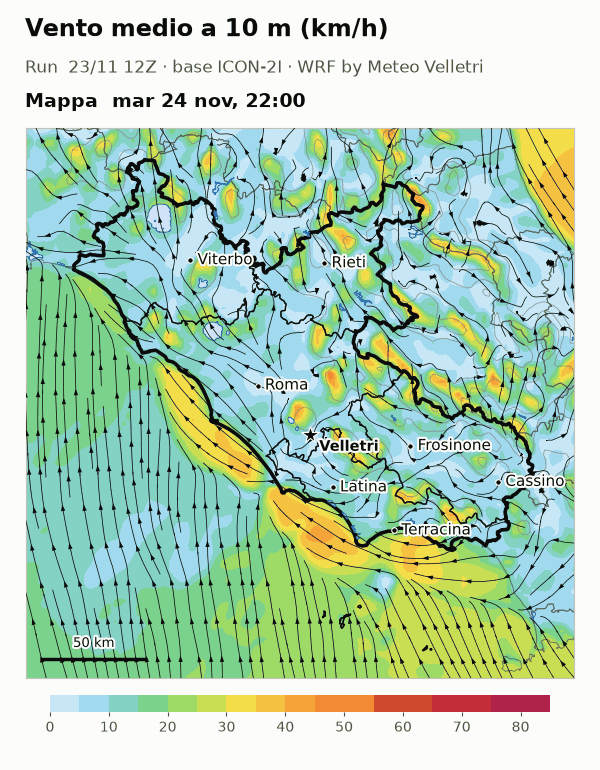 Vento medio a 10 m (km/h)
Run  23/11 12Z · base ICON-2I · WRF by Meteo Velletri
Mappa  mar 24 nov, 22:00
Viterbo
Rieti
Roma
Velletri
Frosinone
Cassino
Latina
Terracina
50 km
0 10 20 30 40 50 60 70 80